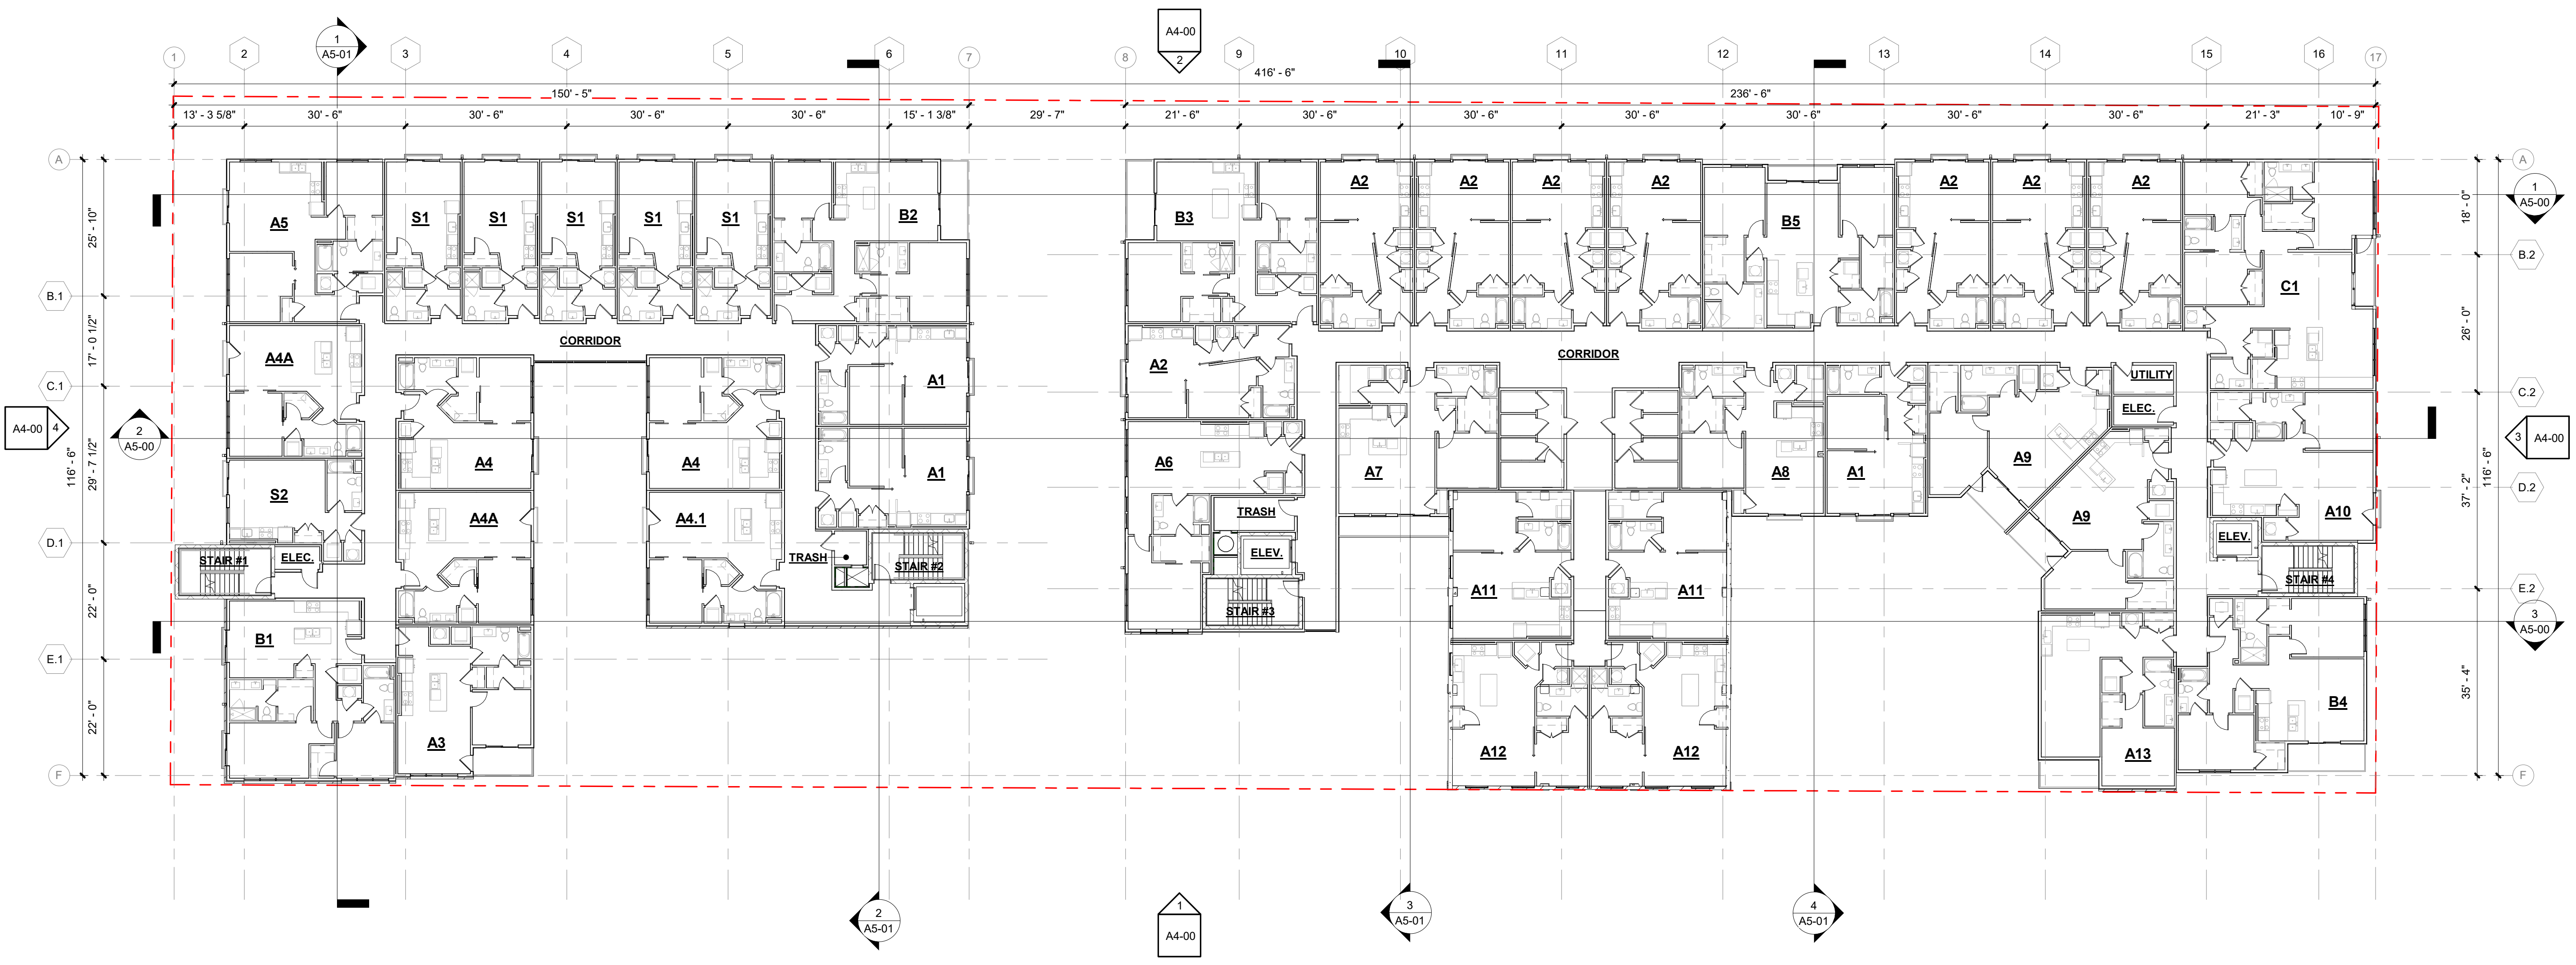 A4-00
2
1
A5-01
1
2
3
4
5
6
7
8
9
10
11
12
13
14
15
16
17
416' - 6"
150' - 5"
236' - 6"
13' - 3 5/8"
30' - 6"
30' - 6"
30' - 6"
30' - 6"
15' - 1 3/8"
29' - 7"
21' - 6"
30' - 6"
30' - 6"
30' - 6"
30' - 6"
30' - 6"
30' - 6"
21' - 3"
10' - 9"
A
A
1
A5-00
A5
S1
S1
S1
S1
S1
B2
B3
A2
A2
A2
A2
B5
A2
A2
A2
C1
25' - 10"
18' - 0"
B.2
B.2
B.1
17' - 0 1/2"
26' - 0"
CORRIDOR
CORRIDOR
A4A
A1
A2
UTILITY
C.1
C.2
C.2
ELEC.
A4-00
4
2
A5-00
3
A4-00
116' - 6"
29' - 7 1/2"
37' - 2"
116' - 6"
A4
A4
A1
A6
A7
A8
A1
A9
S2
A4A
A4.1
TRASH
A9
A10
D.2
D.2
D.1
STAIR #1
ELEC.
TRASH
STAIR #2
ELEV.
ELEV.
STAIR #4
22' - 0"
E.2
E.2
A11
A11
STAIR #3
3
A5-00
B1
E.1
E.1
22' - 0"
35' - 4"
A3
A12
A12
A13
B4
F
F
2
A5-01
1
A4-00
3
A5-01
4
A5-01